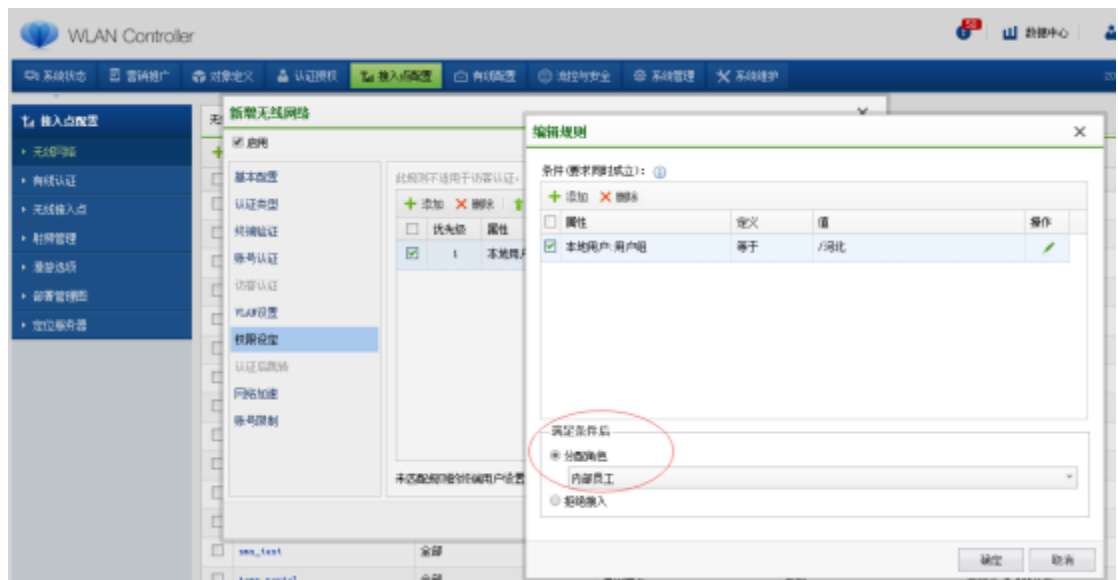 WLAN Controller
50
数据中心
系统状态 营销推广 对象定义 认证授权 接入点配置 有线配置 流控与安全 系统管理 系统维护
接入点配置
无线网络
有线认证
无线接入点
射频管理
漫游选项
部署管理图
定位服务器
新增无线网络
启用
基本配置
认证类型
终端验证
账号认证
访客认证
VLAN设置
权限设定
认证后跳转
网络加速
账号限制
此规则不适用于访客认证,
添加 删除
优先级 属性
1 本地用户
未匹配规则的终端用户设置
sms_test 全部
全部
编辑规则
条件(要求同时成立):
添加 删除
属性 定义 值 操作
本地用户: 用户组 等于 /河北
满足条件后
分配角色
内部员工
拒绝接入
确定 取消